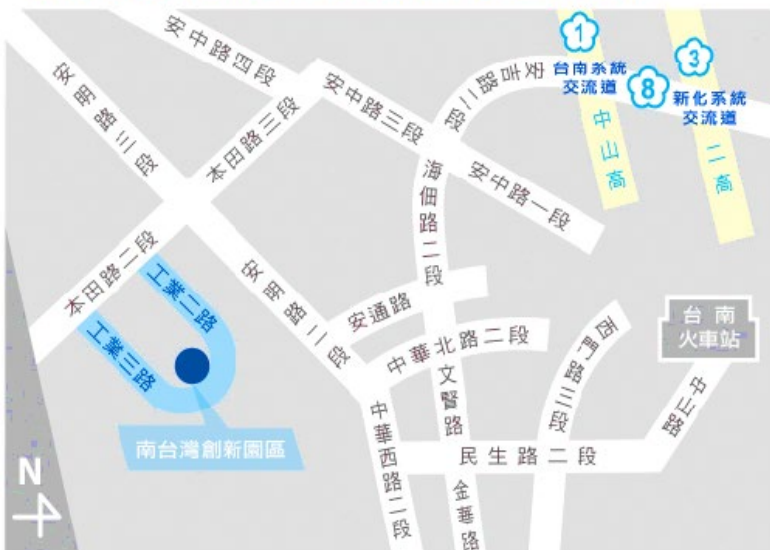 安中路四段
1
台南系統
交流道
3
8
新化系統
交流道
安吉路二段
安中路三段
安明路三段
本田路三段
中山高
二高
海佃路二段
安中路一段
本田路二段
工業二路
工業三路
安明路二段
安通路
中華北路二段
西門路三段
台南
火車站
文賢路
中山路
中華西路二段
民生路二段
金華路
南台灣創新園區
N